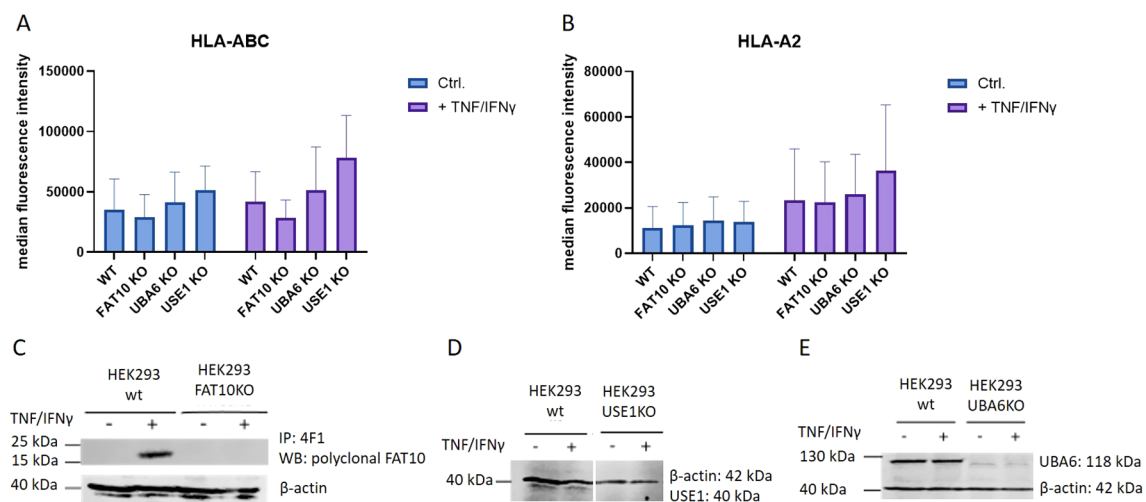 A
HLA-ABC
median fluorescence intensity
150000
100000
50000
0
WT
FAT10 KO
UBA6 KO
USE1 KO
WT
FAT10 KO
UBA6 KO
USE1 KO
Ctrl.
+ TNF/IFNγ
B
HLA-A2
median fluorescence intensity
80000
60000
40000
20000
0
WT
FAT10 KO
UBA6 KO
USE1 KO
WT
FAT10 KO
UBA6 KO
USE1 KO
Ctrl.
+ TNF/IFNγ
C
HEK293
wt
HEK293
FAT10KO
TNF/IFNγ
- + - +
25 kDa
15 kDa
40 kDa
IP: 4F1
WB: polyclonal FAT10
β-actin
D
HEK293
wt
HEK293
USE1KO
TNF/IFNγ
- + - +
40 kDa
β-actin: 42 kDa
USE1: 40 kDa
E
HEK293
wt
HEK293
UBA6KO
TNF/IFNγ
- + - +
130 kDa
40 kDa
UBA6: 118 kDa
β-actin: 42 kDa